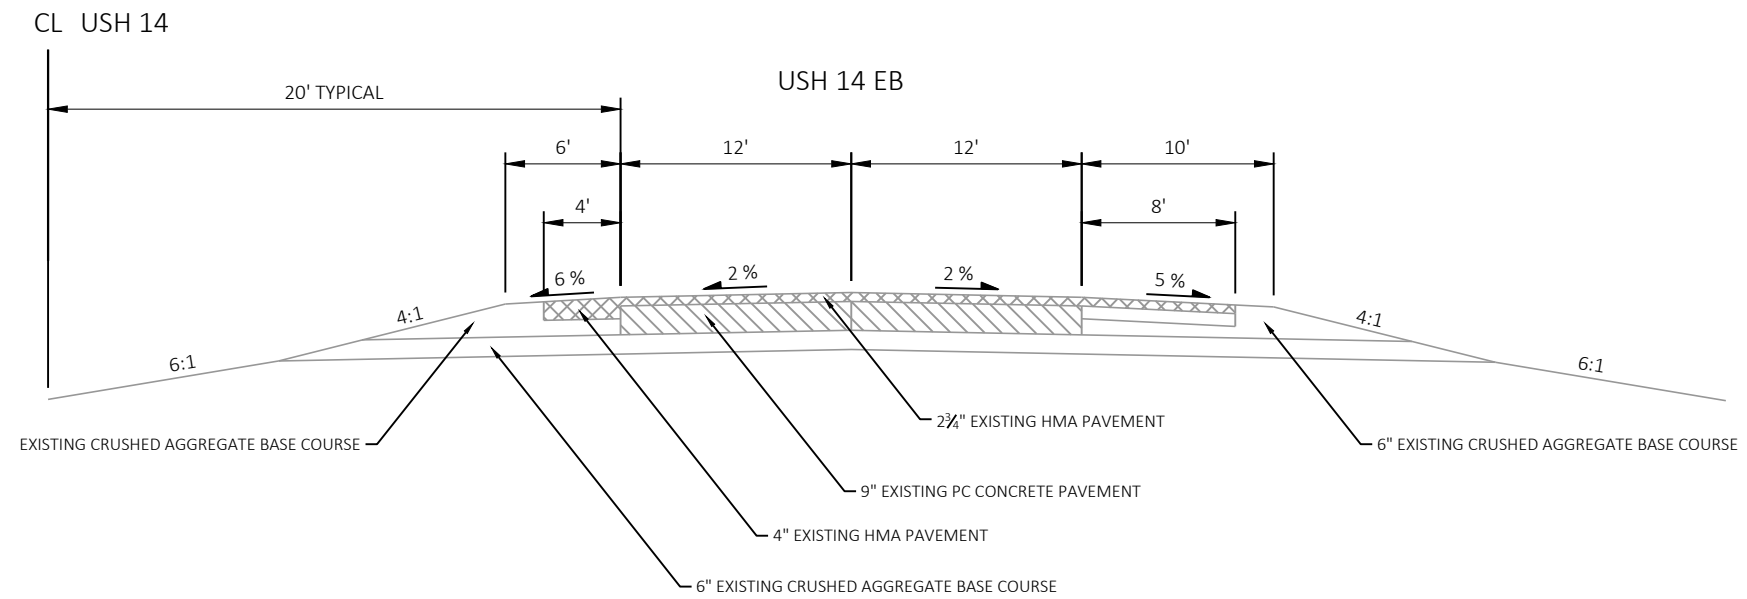 CL USH 14
USH 14 EB
20' TYPICAL
6'
12'
12'
10'
4'
8'
6 %
2 %
2 %
5 %
4:1
4:1
6:1
6:1
2¾" EXISTING HMA PAVEMENT
EXISTING CRUSHED AGGREGATE BASE COURSE
6" EXISTING CRUSHED AGGREGATE BASE COURSE
9" EXISTING PC CONCRETE PAVEMENT
4" EXISTING HMA PAVEMENT
6" EXISTING CRUSHED AGGREGATE BASE COURSE